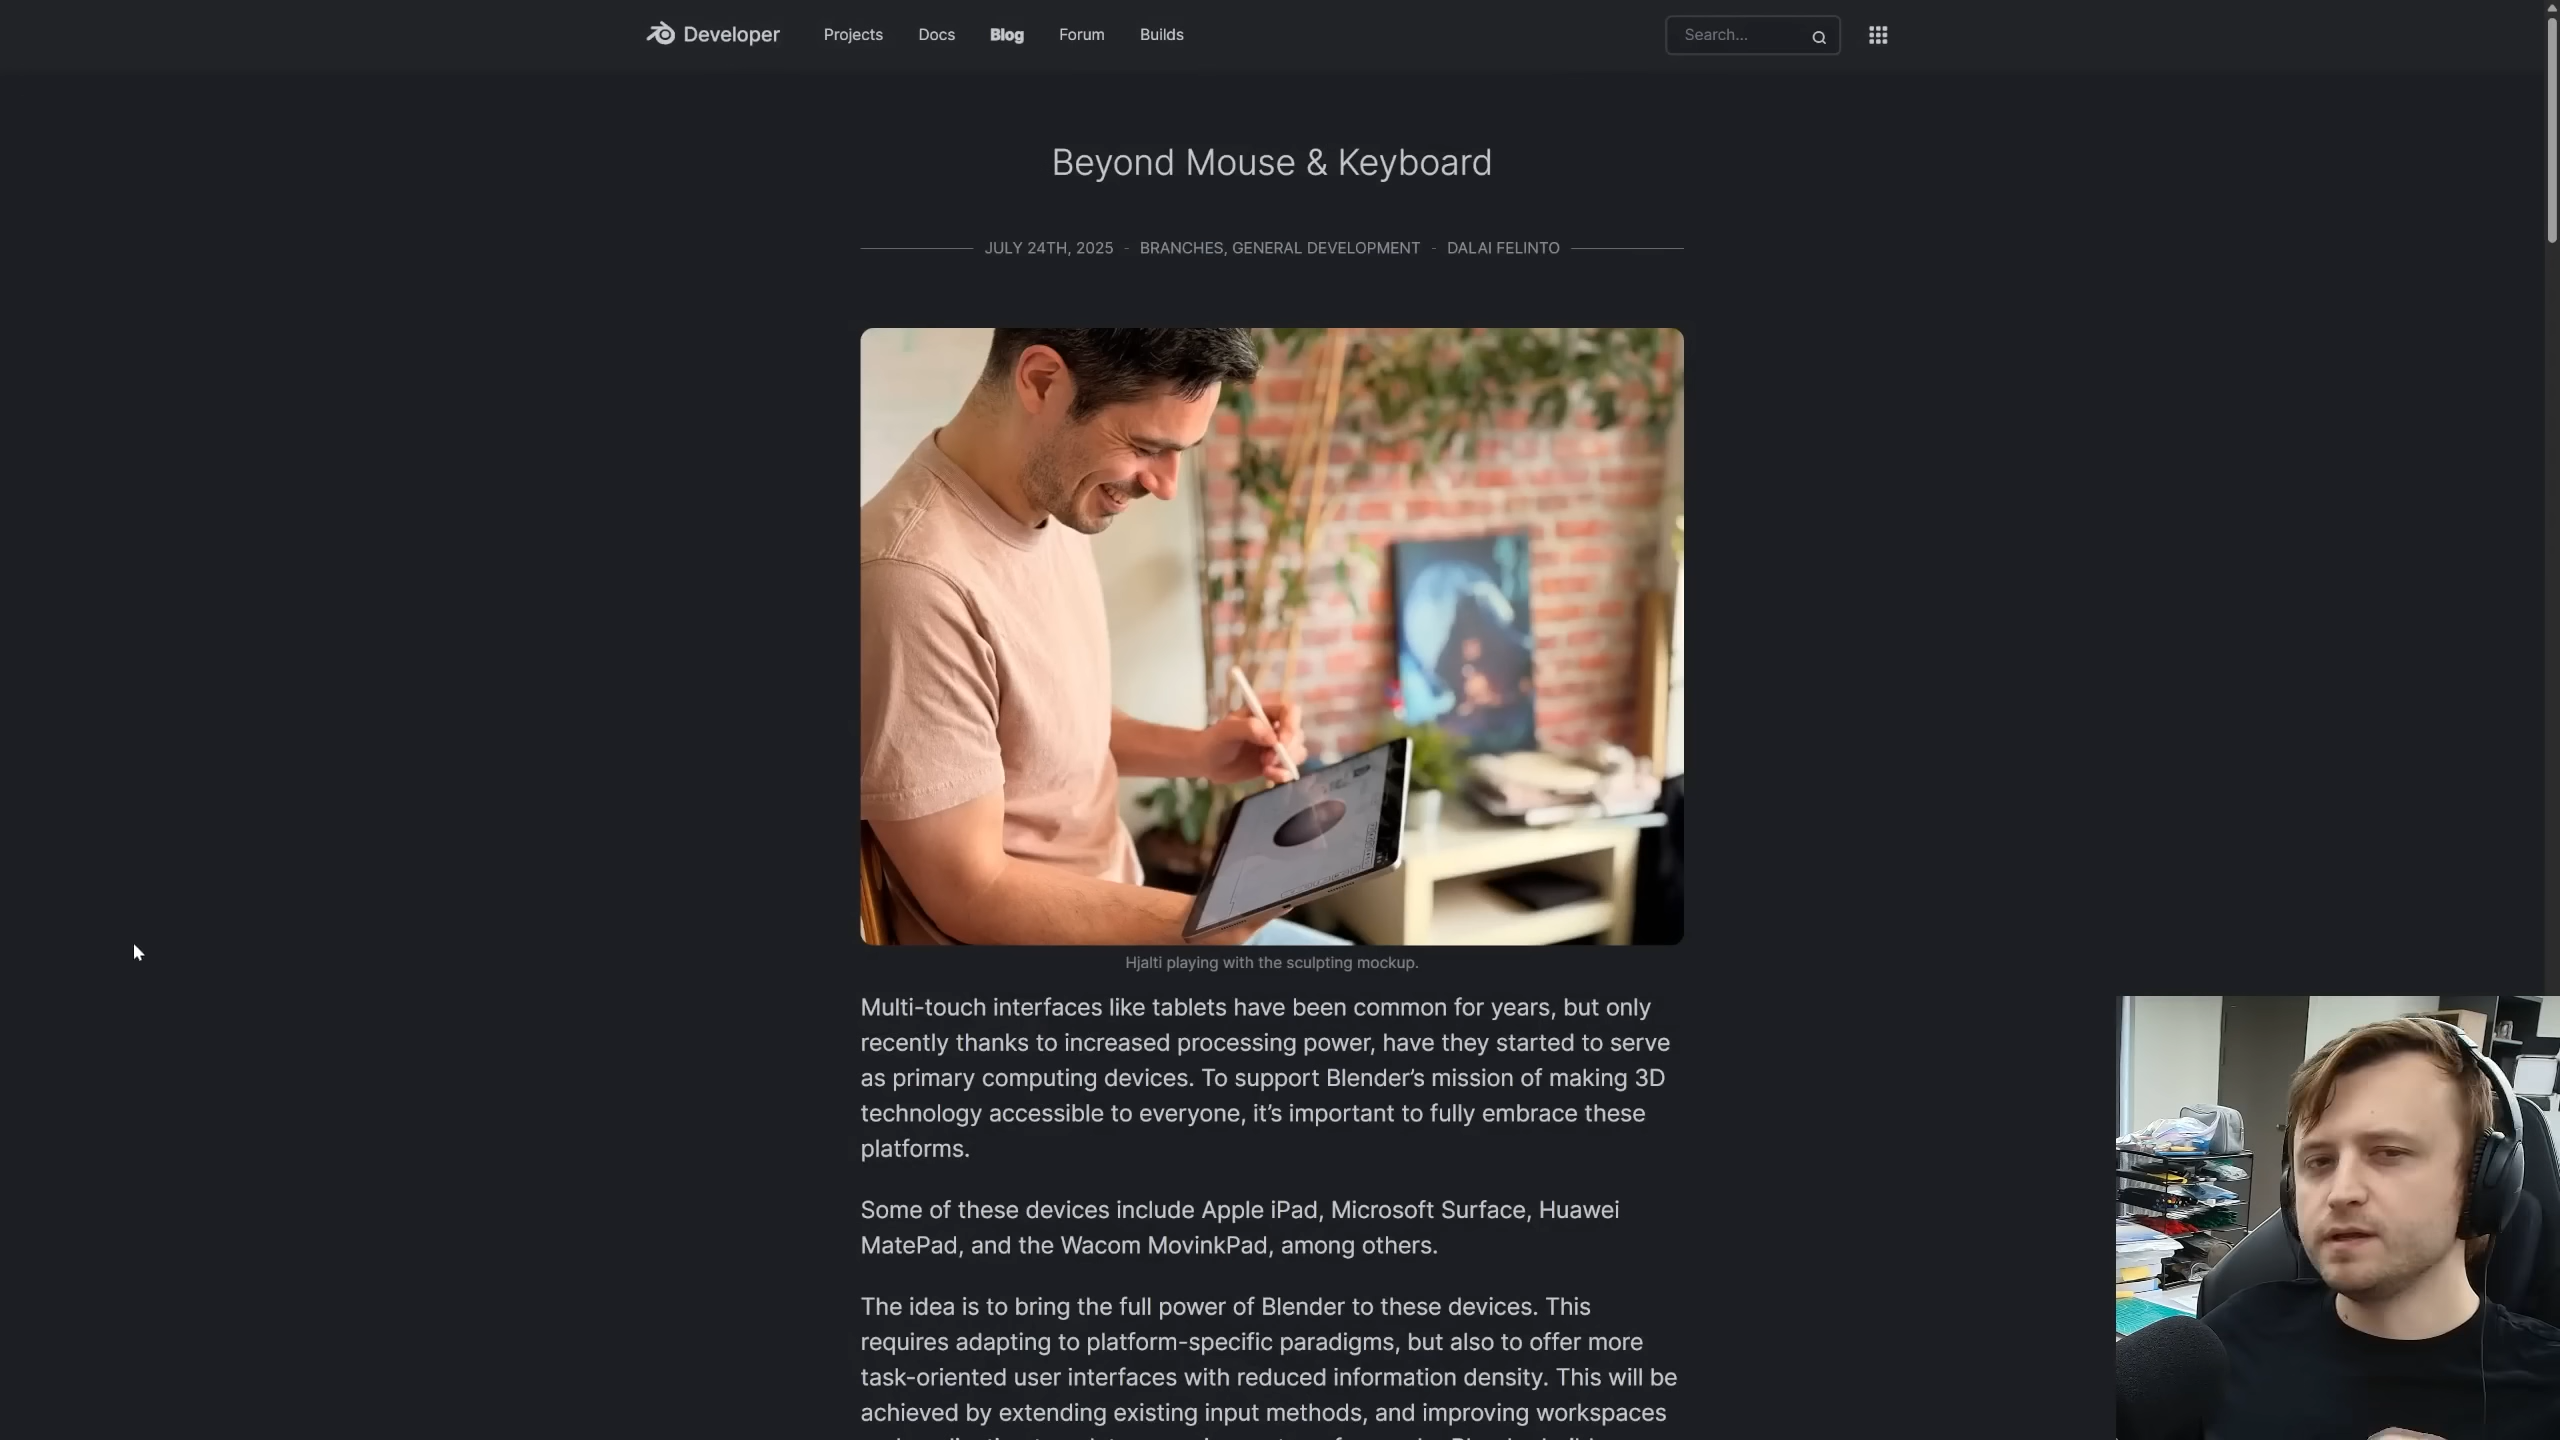 Developer
Projects
Docs
Blog
Forum
Builds
Search...
Beyond Mouse & Keyboard
JULY 24TH, 2025 - BRANCHES, GENERAL DEVELOPMENT - DALAI FELINTO
Hjalti playing with the sculpting mockup.
Multi-touch interfaces like tablets have been common for years, but only
recently thanks to increased processing power, have they started to serve
as primary computing devices. To support Blender’s mission of making 3D
technology accessible to everyone, it’s important to fully embrace these
platforms.
Some of these devices include Apple iPad, Microsoft Surface, Huawei
MatePad, and the Wacom MovinkPad, among others.
The idea is to bring the full power of Blender to these devices. This
requires adapting to platform-specific paradigms, but also to offer more
task-oriented user interfaces with reduced information density. This will be
achieved by extending existing input methods, and improving workspaces